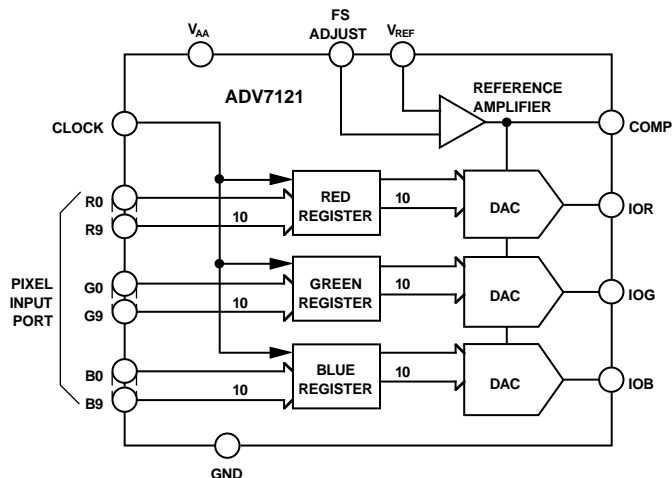 FS
ADJUST
VAA
VREF
ADV7121
REFERENCE
AMPLIFIER
CLOCK
COMP
R0
R9
10
RED
REGISTER
10
DAC
IOR
PIXEL
INPUT
PORT
G0
G9
10
GREEN
REGISTER
10
DAC
IOG
B0
B9
10
BLUE
REGISTER
10
DAC
IOB
GND